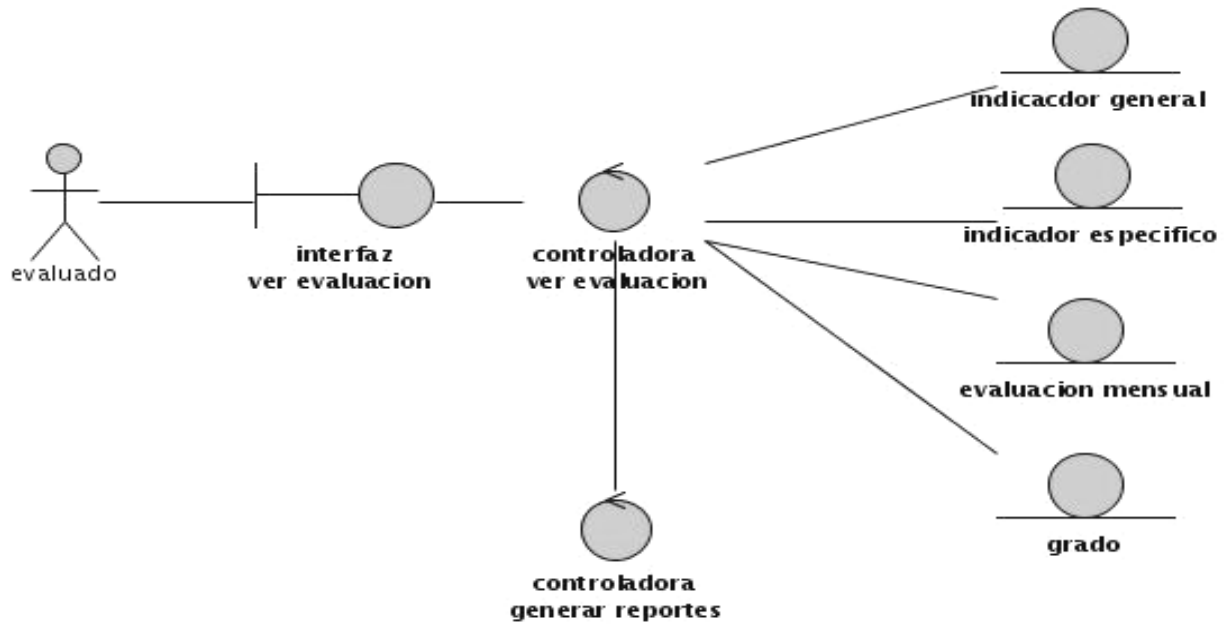 indicacdor general
evaluado
interfaz
ver evaluacion
controladora
ver evaluacion
indicador especifico
evaluacion mensual
grado
controladora
generar reportes